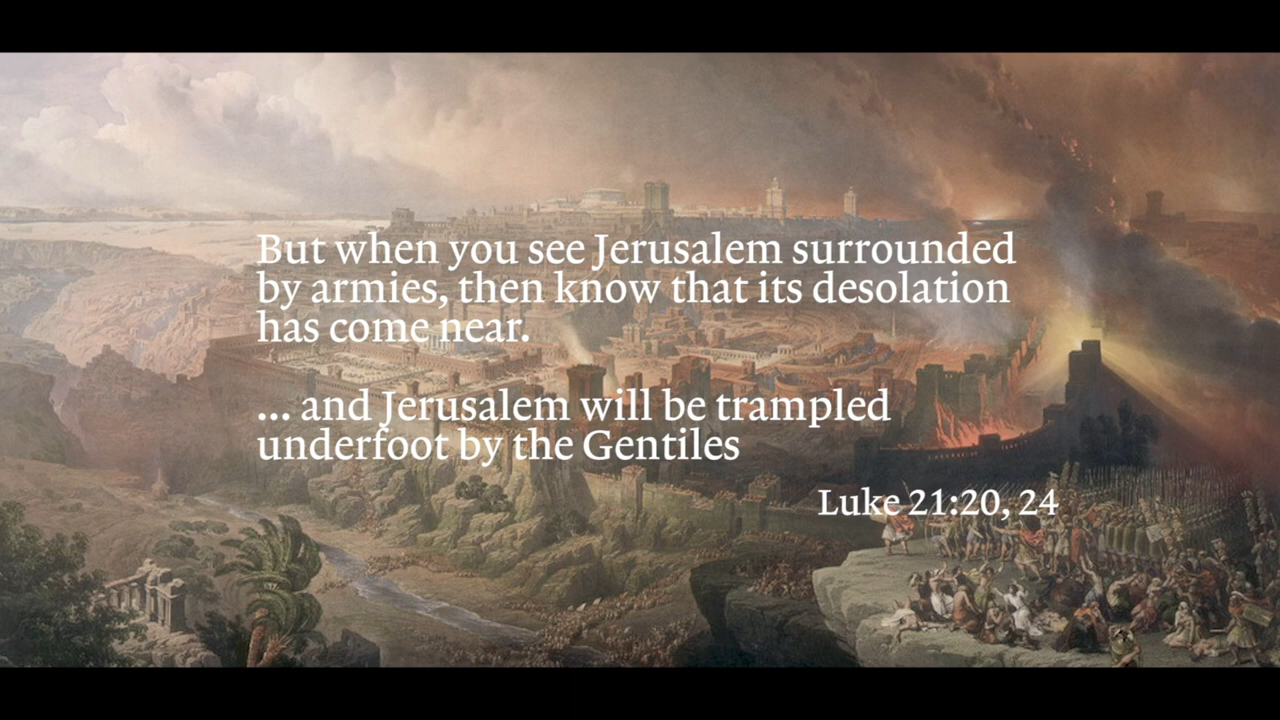 But when you see Jerusalem surrounded
by armies, then know that its desolation
has come near.
... and Jerusalem will be trampled
underfoot by the Gentiles
Luke 21:20, 24